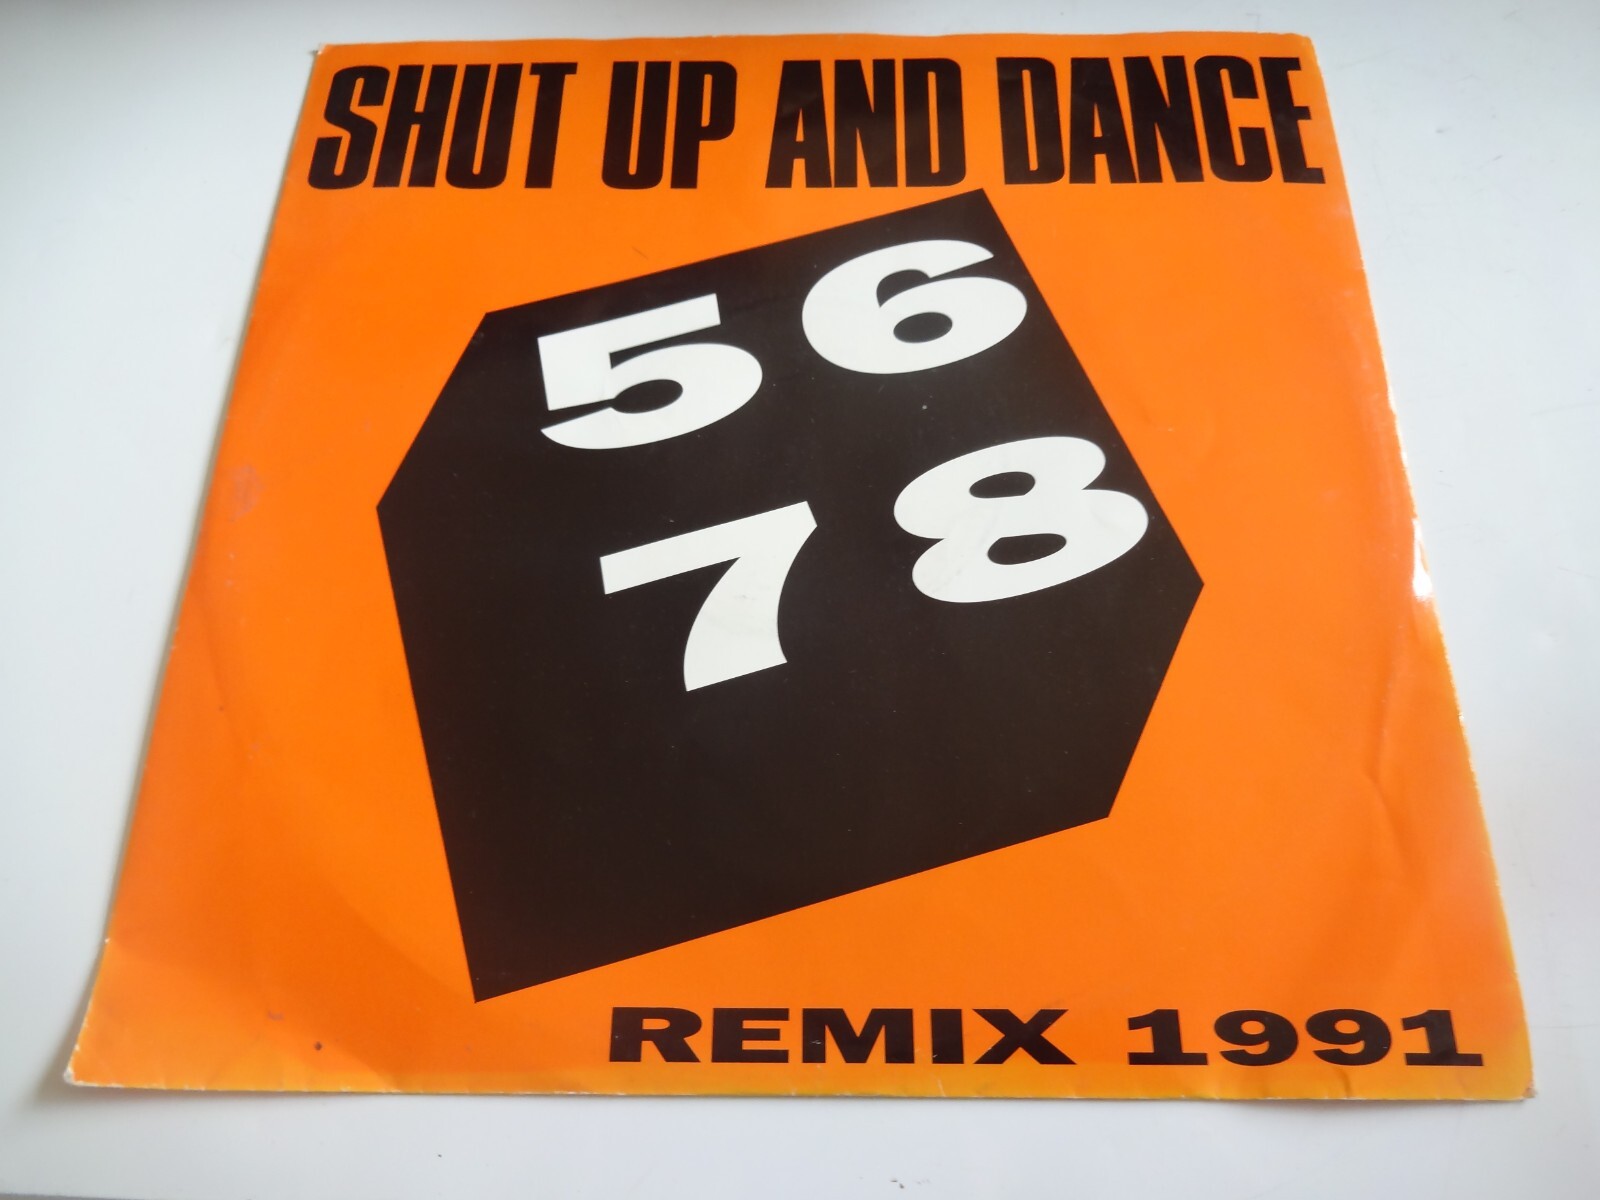 SHUT UP AND DANCE
5 6
7 8
REMIX 1991